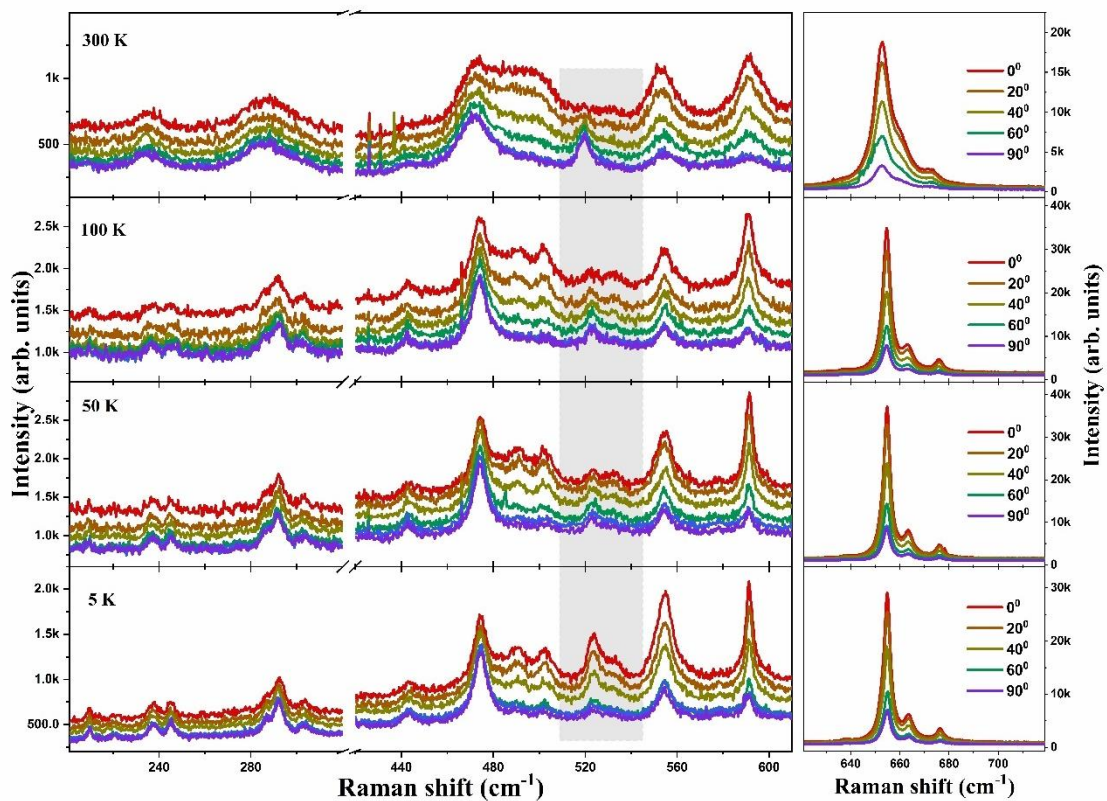 300 K
1k
500
20k
15k
10k
5k
0
0⁰
20⁰
40⁰
60⁰
90⁰
100 K
2.5k
2.0k
1.5k
1.0k
40k
30k
20k
10k
0
0⁰
20⁰
40⁰
60⁰
90⁰
50 K
2.5k
2.0k
1.5k
1.0k
40k
30k
20k
10k
0
0⁰
20⁰
40⁰
60⁰
90⁰
5 K
2.0k
1.5k
1.0k
500.0
30k
20k
10k
0
0⁰
20⁰
40⁰
60⁰
90⁰
Intensity (arb. units)
Intensity (arb. units)
240 280 440 480 520 560 600
640 660 680 700
Raman shift (cm⁻¹)
Raman shift (cm⁻¹)